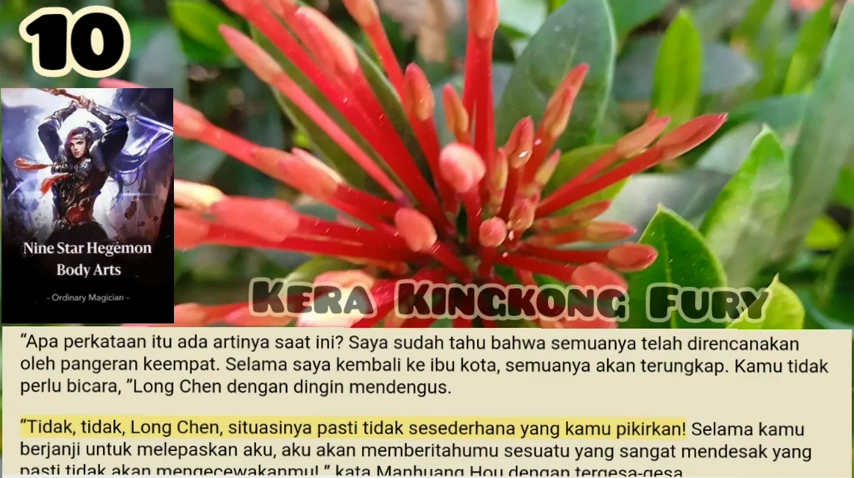 10
Nine Star Hegemon
Body Arts
- Ordinary Magician -
Kera Kingkong Fury
“Apa perkataan itu ada artinya saat ini? Saya sudah tahu bahwa semuanya telah direncanakan
oleh pangeran keempat. Selama saya kembali ke ibu kota, semuanya akan terungkap. Kamu tidak
perlu bicara, ”Long Chen dengan dingin mendengus.
“Tidak, tidak, Long Chen, situasinya pasti tidak sesederhana yang kamu pikirkan! Selama kamu
berjanji untuk melepaskan aku, aku akan memberitahumu sesuatu yang sangat mendesak yang
pasti tidak akan mengecewakanmu! ” kata Manhuang Hou dengan tergesa-gesa